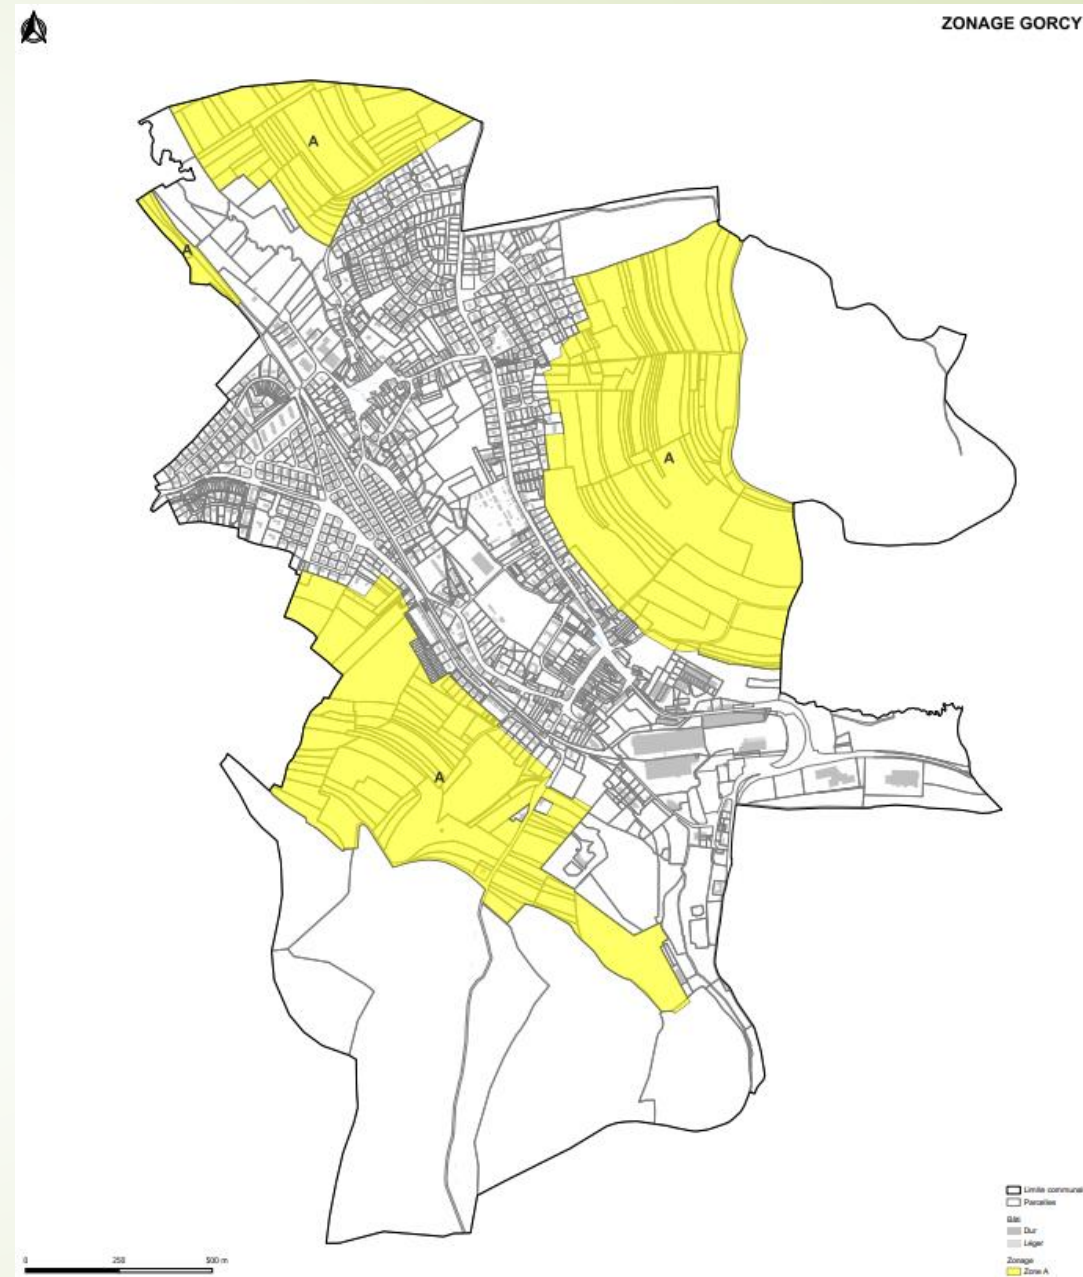 ZONAGE GORCY
A
A
A
A
0 250 500 m
Limite communale
Parcelles
Bâti
Dur
Léger
Zonage
Zone A